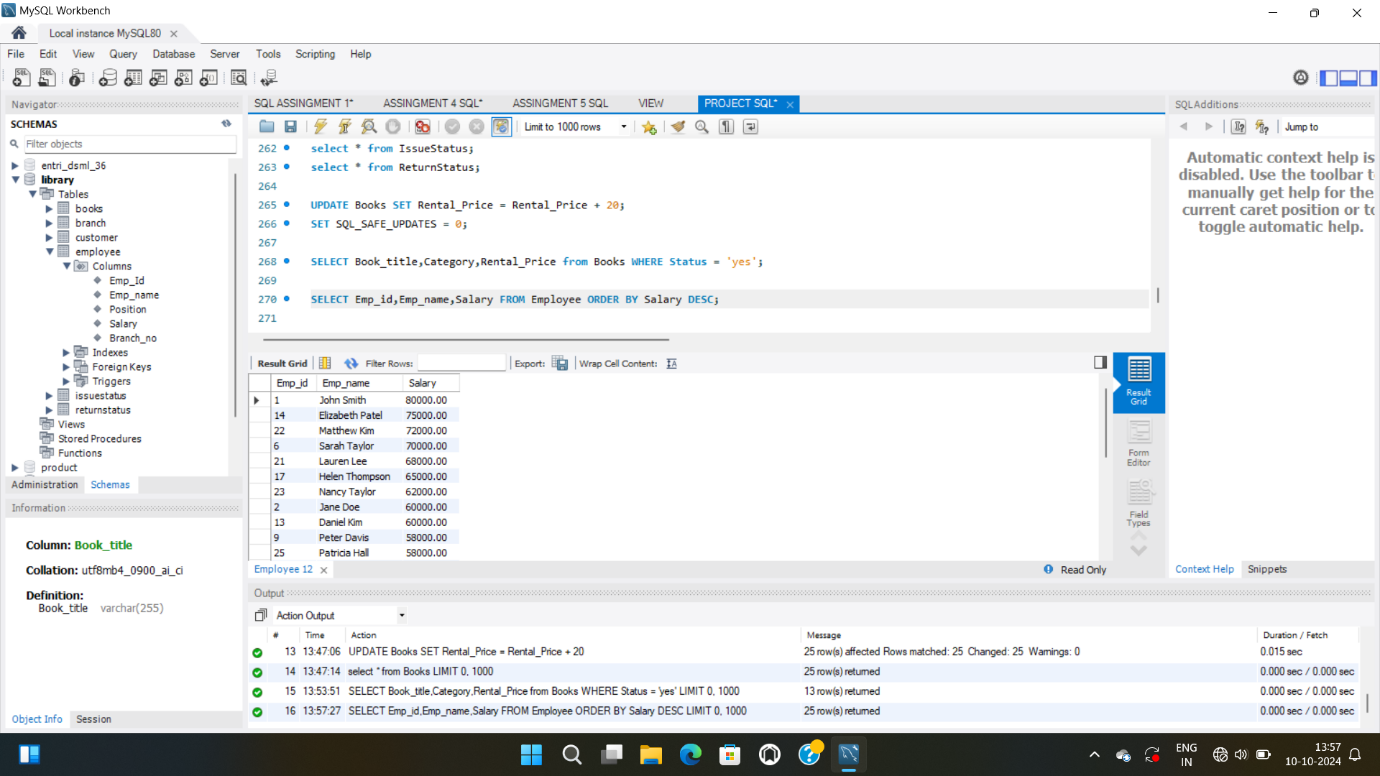 MySQL Workbench
Local instance MySQL80
File Edit View Query Database Server Tools Scripting Help
Navigator
SCHEMAS
Filter objects
entri_dsml_36
library
Tables
books
branch
customer
employee
Columns
Emp_Id
Emp_name
Position
Salary
Branch_no
Indexes
Foreign Keys
Triggers
issuestatus
returnstatus
Views
Stored Procedures
Functions
product
Administration Schemas
Information
Column: Book_title
Collation: utf8mb4_0900_ai_ci
Definition:
Book_title varchar(255)
Object Info Session
SQL ASSINGMENT 1* ASSINGMENT 4 SQL* ASSINGMENT 5 SQL VIEW PROJECT SQL*
Limit to 1000 rows
262 select * from IssueStatus;
263 select * from ReturnStatus;
264
265 UPDATE Books SET Rental_Price = Rental_Price + 20;
266 SET SQL_SAFE_UPDATES = 0;
267
268 SELECT Book_title,Category,Rental_Price from Books WHERE Status = 'yes';
269
270 SELECT Emp_id,Emp_name,Salary FROM Employee ORDER BY Salary DESC;
271
Result Grid Filter Rows: Export: Wrap Cell Content:
Emp_id Emp_name Salary
1 John Smith 80000.00
14 Elizabeth Patel 75000.00
22 Matthew Kim 72000.00
6 Sarah Taylor 70000.00
21 Lauren Lee 68000.00
17 Helen Thompson 65000.00
23 Nancy Taylor 62000.00
2 Jane Doe 60000.00
13 Daniel Kim 60000.00
9 Peter Davis 58000.00
25 Patricia Hall 58000.00
Result
Grid
Form
Editor
Field
Types
Employee 12 Read Only
SQLAdditions
Jump to
Automatic context help is
disabled. Use the toolbar t
manually get help for the
current caret position or to
toggle automatic help.
Context Help Snippets
Output
Action Output
# Time Action Message Duration / Fetch
13 13:47:06 UPDATE Books SET Rental_Price = Rental_Price + 20 25 row(s) affected Rows matched: 25 Changed: 25 Warnings: 0 0.015 sec
14 13:47:14 select * from Books LIMIT 0, 1000 25 row(s) returned 0.000 sec / 0.000 sec
15 13:53:51 SELECT Book_title,Category,Rental_Price from Books WHERE Status = 'yes' LIMIT 0, 1000 13 row(s) returned 0.000 sec / 0.000 sec
16 13:57:27 SELECT Emp_id,Emp_name,Salary FROM Employee ORDER BY Salary DESC LIMIT 0, 1000 25 row(s) returned 0.000 sec / 0.000 sec
ENG
IN
13:57
10-10-2024